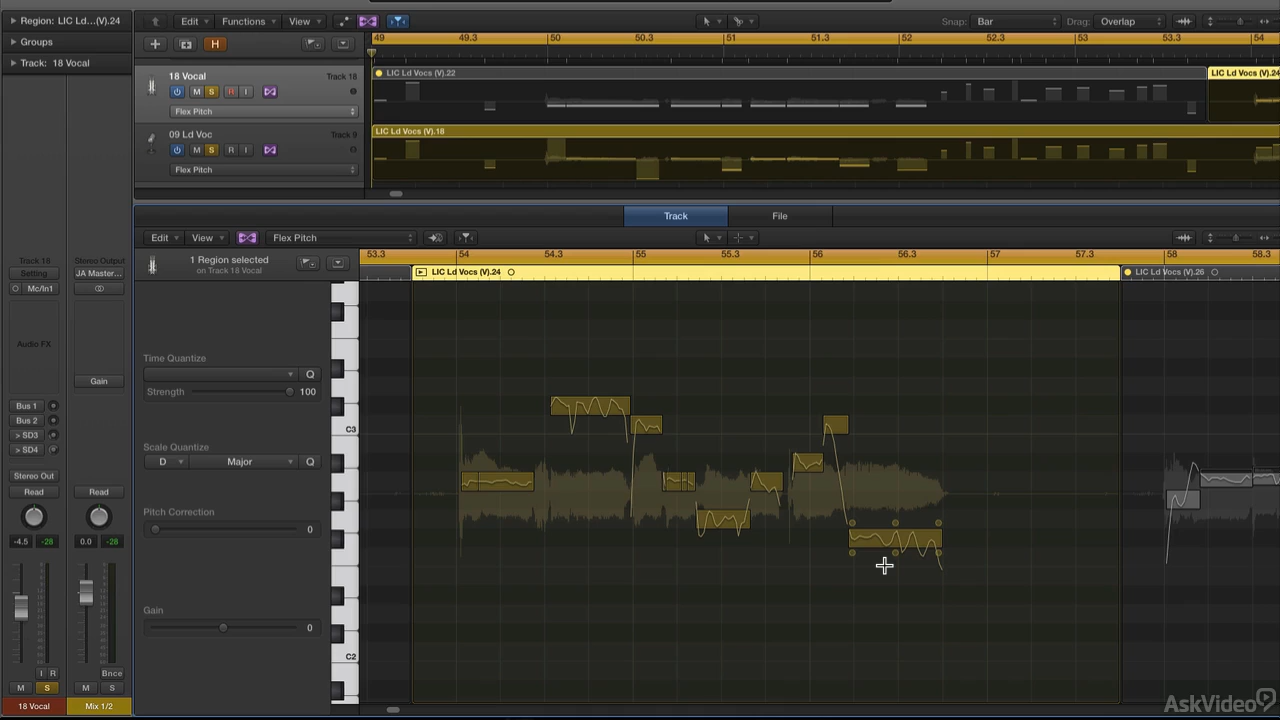 Region: LIC Ld...(V).24
Groups
Track: 18 Vocal
Edit
Functions
View
Snap: Bar
Drag: Overlap
H
49
49.3
50
50.3
51
51.3
52
52.3
53
53.3
54
18 Vocal
Track 18
M
S
R
I
Flex Pitch
LIC Ld Vocs (V).22
LIC Ld Vocs (V).24
09 Ld Voc
Track 9
M
S
R
I
Flex Pitch
LIC Ld Vocs (V).18
Track
File
Edit
View
Flex Pitch
1 Region selected
on Track 18 Vocal
53.3
54
54.3
55
55.3
56
56.3
57
57.3
58
58.3
LIC Ld Vocs (V).24
LIC Ld Vocs (V).26
Time Quantize
Q
Strength
100
Scale Quantize
D
Major
Q
Pitch Correction
0
Gain
0
C3
C2
Track 18
Setting
Mc/In1
Audio FX
Bus 1
Bus 2
> SD3
> SD4
Stereo Out
Read
-4.5
-28
I
R
M
S
18 Vocal
Stereo Output
JA Master...
Gain
Read
0.0
-28
Bnce
M
S
Mix 1/2
AskVideo